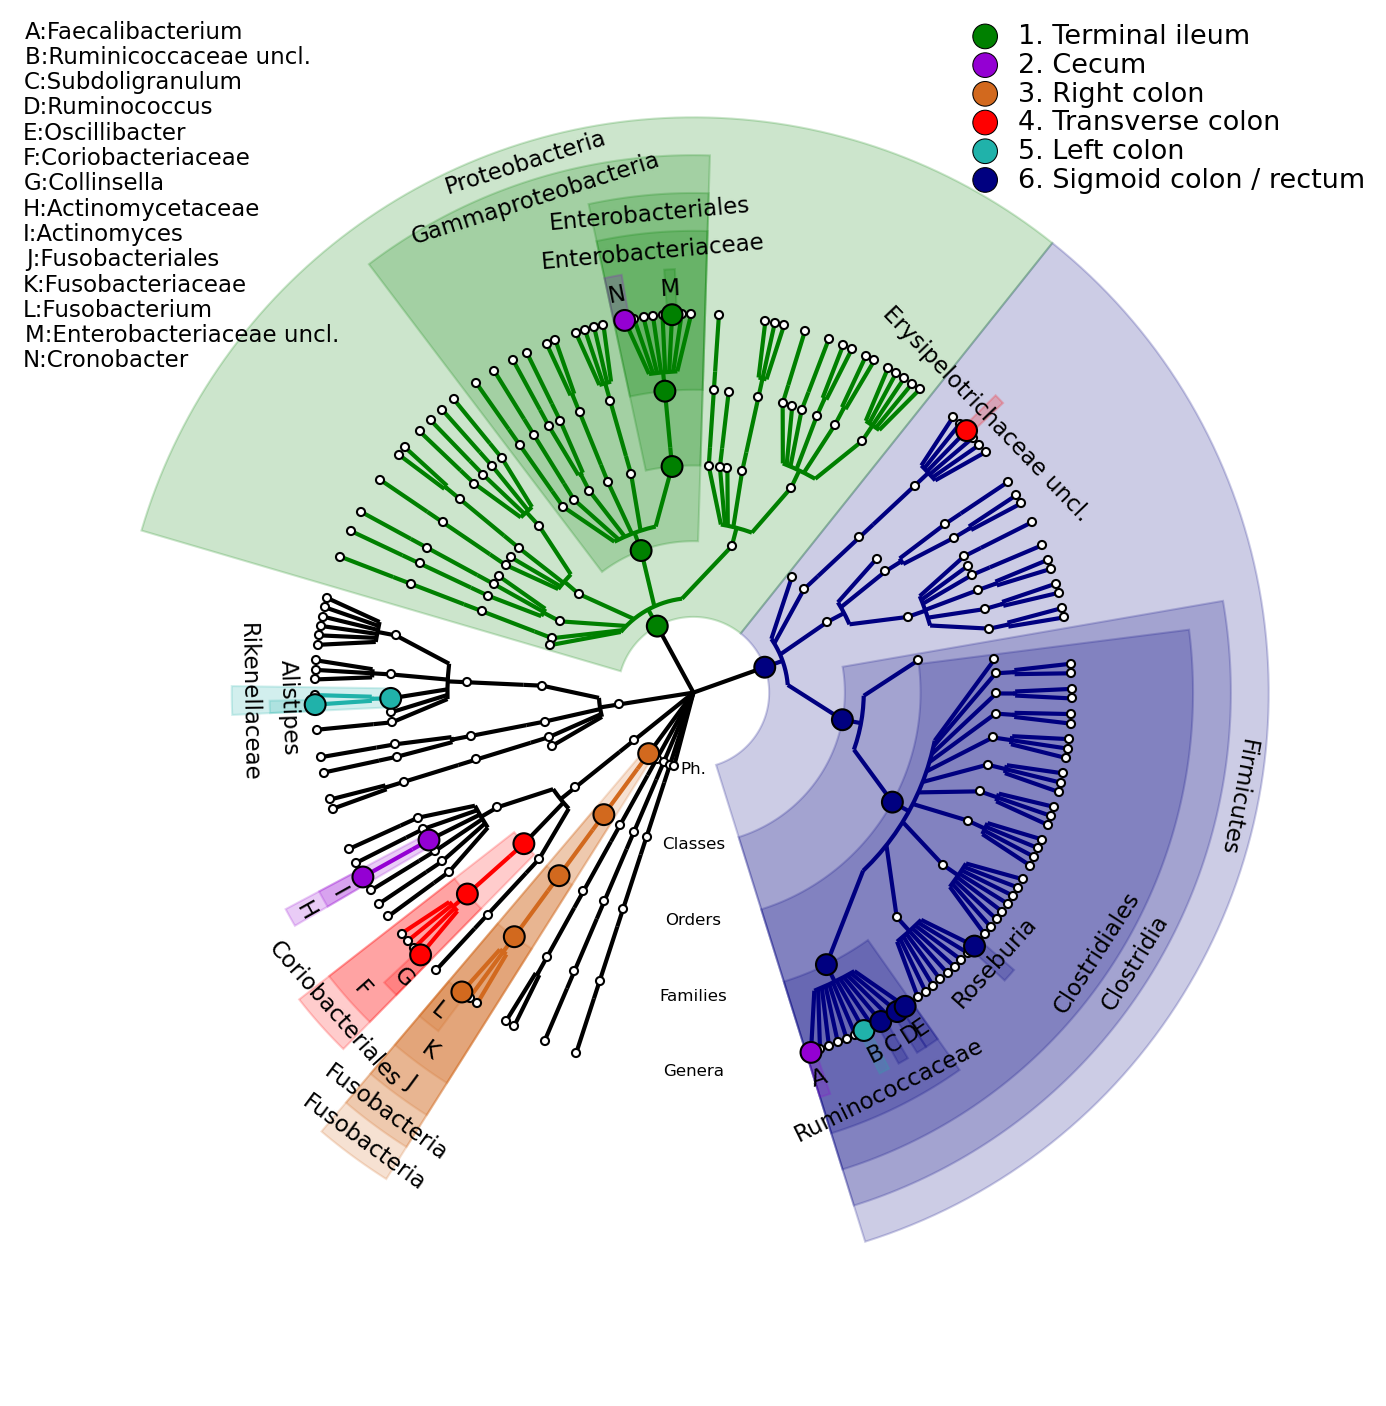 A:Faecalibacterium
B:Ruminicoccaceae uncl.
C:Subdoligranulum
D:Ruminococcus
E:Oscillibacter
F:Coriobacteriaceae
G:Collinsella
H:Actinomycetaceae
I:Actinomyces
J:Fusobacteriales
K:Fusobacteriaceae
L:Fusobacterium
M:Enterobacteriaceae uncl.
N:Cronobacter
1. Terminal ileum
2. Cecum
3. Right colon
4. Transverse colon
5. Left colon
6. Sigmoid colon / rectum
Proteobacteria
Gammaproteobacteria
Enterobacteriales
Enterobacteriaceae
N
M
Erysipelotrichaceae uncl.
Rikenellaceae
Alistipes
Ph.
Classes
Orders
Families
Genera
Firmicutes
Clostridia
Clostridiales
Roseburia
Ruminococcaceae
A
B
C
D
E
I
H
Coriobacteriales
F
G
L
K
J
Fusobacteria
Fusobacteria